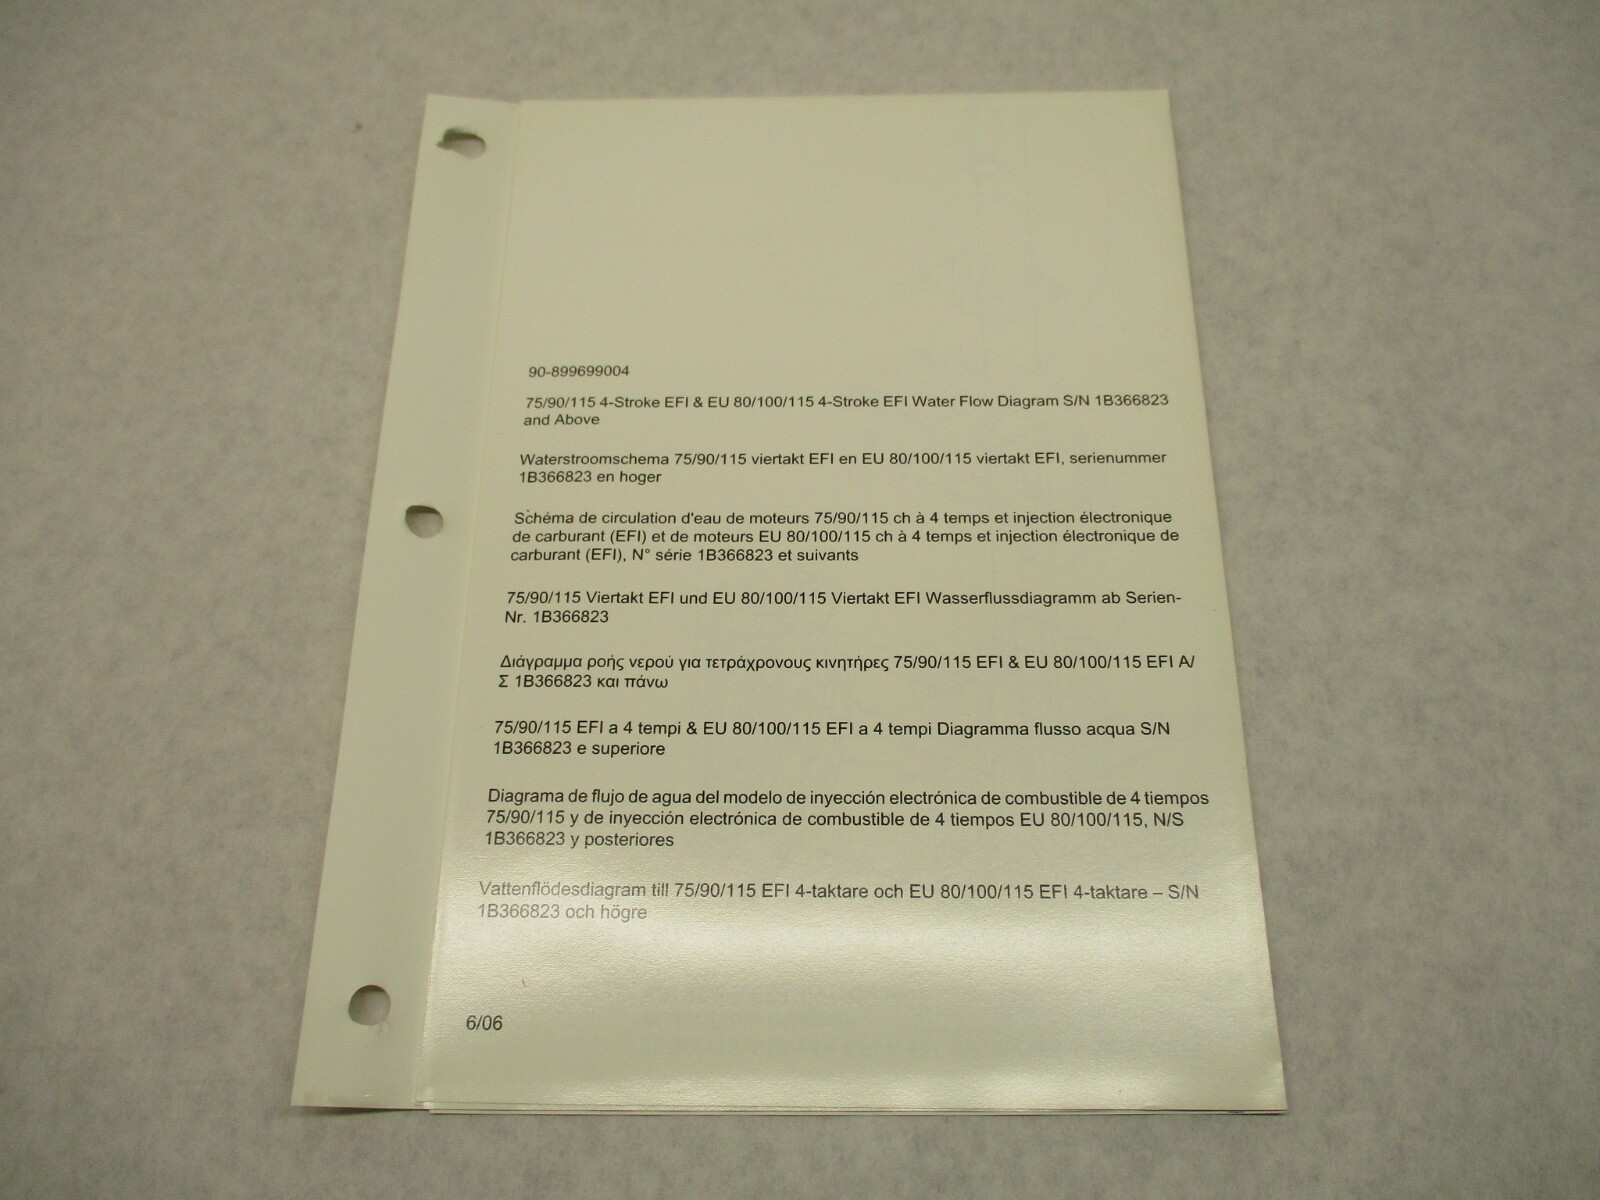 90-899699004
75/90/115 4-Stroke EFI & EU 80/100/115 4-Stroke EFI Water Flow Diagram S/N 1B366823
and Above
Waterstroomschema 75/90/115 viertakt EFI en EU 80/100/115 viertakt EFI, serienummer
1B366823 en hoger
Schéma de circulation d'eau de moteurs 75/90/115 ch à 4 temps et injection électronique
de carburant (EFI) et de moteurs EU 80/100/115 ch à 4 temps et injection électronique de
carburant (EFI), N° série 1B366823 et suivants
75/90/115 Viertakt EFI und EU 80/100/115 Viertakt EFI Wasserflussdiagramm ab Serien-
Nr. 1B366823
Διάγραμμα ροής νερού για τετράχρονους κινητήρες 75/90/115 EFI & EU 80/100/115 EFI Α/
Σ 1B366823 και πάνω
75/90/115 EFI a 4 tempi & EU 80/100/115 EFI a 4 tempi Diagramma flusso acqua S/N
1B366823 e superiore
Diagrama de flujo de agua del modelo de inyección electrónica de combustible de 4 tiempos
75/90/115 y de inyección electrónica de combustible de 4 tiempos EU 80/100/115, N/S
1B366823 y posteriores
Vattenflödesdiagram till 75/90/115 EFI 4-taktare och EU 80/100/115 EFI 4-taktare – S/N
1B366823 och högre
6/06